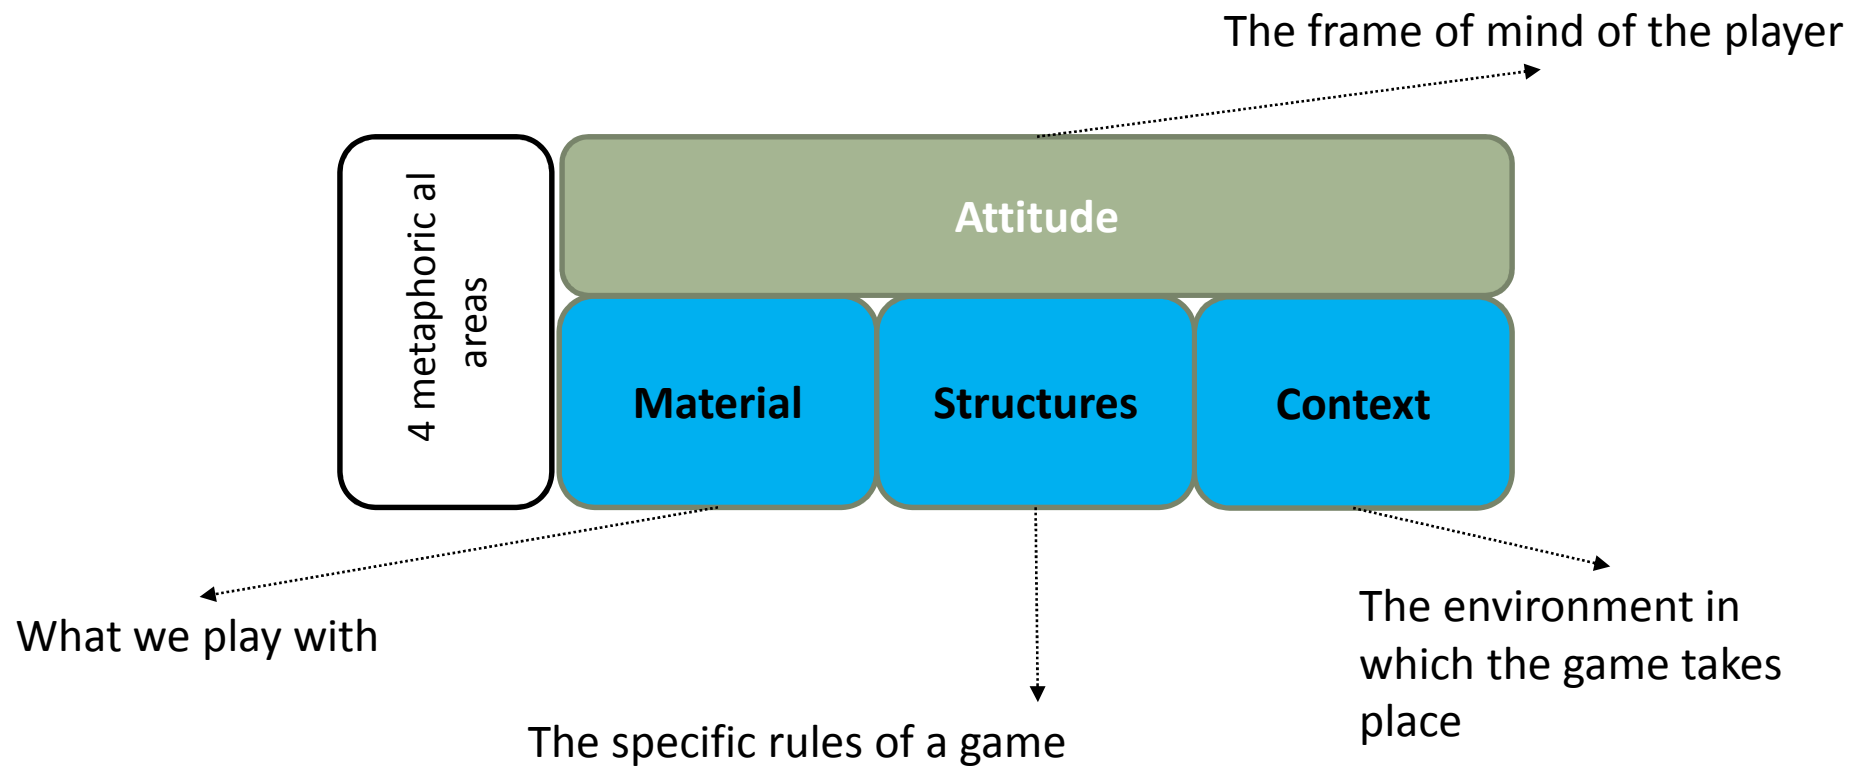 The frame of mind of the player
4 metaphoric al
areas
Attitude
Material
Structures
Context
What we play with
The specific rules of a game
The environment in
which the game takes
place